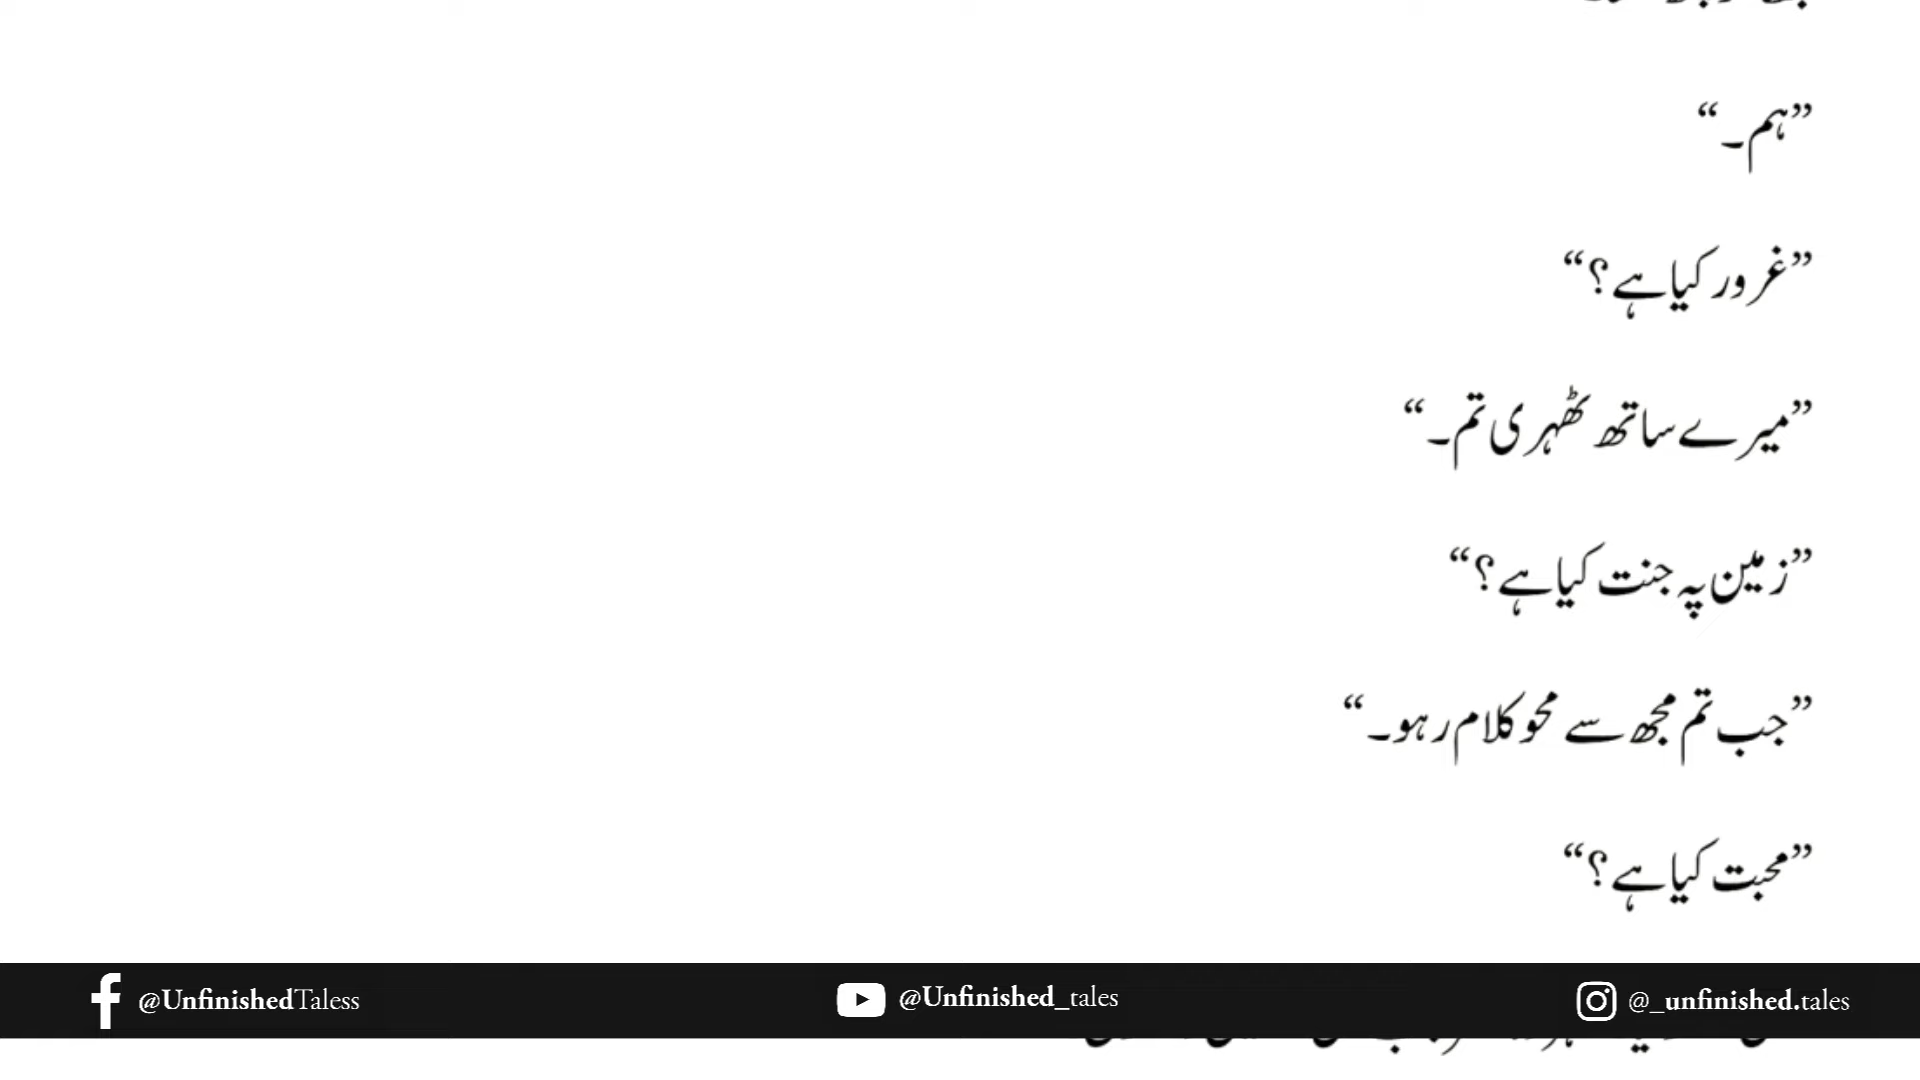 ”ہم۔“
”غرور کیا ہے؟“
”میرے ساتھ ٹھہری تم۔“
”زمین پہ جنت کیا ہے؟“
”جب تم مجھ سے محو کلام رہو۔“
”محبت کیا ہے؟“
@UnfinishedTaless
@Unfinished_tales
@_unfinished.tales